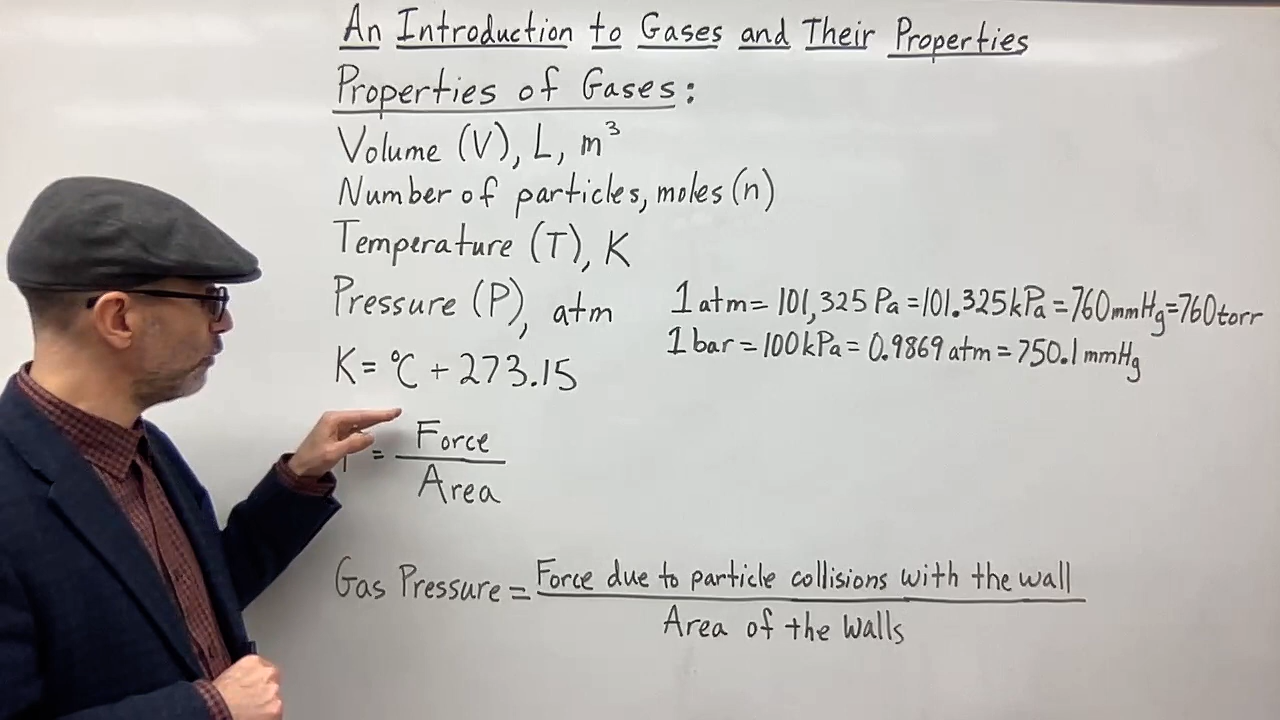 An Introduction to Gases and Their Properties
Properties of Gases:
Volume (V), L, m³
Number of particles, moles (n)
Temperature (T), K
Pressure (P), atm
1 atm = 101,325 Pa = 101.325 kPa = 760 mmHg = 760 torr
1 bar = 100 kPa = 0.9869 atm = 750.1 mmHg
K = °C + 273.15
= Force
Area
Gas Pressure = Force due to particle collisions with the wall
Area of the walls